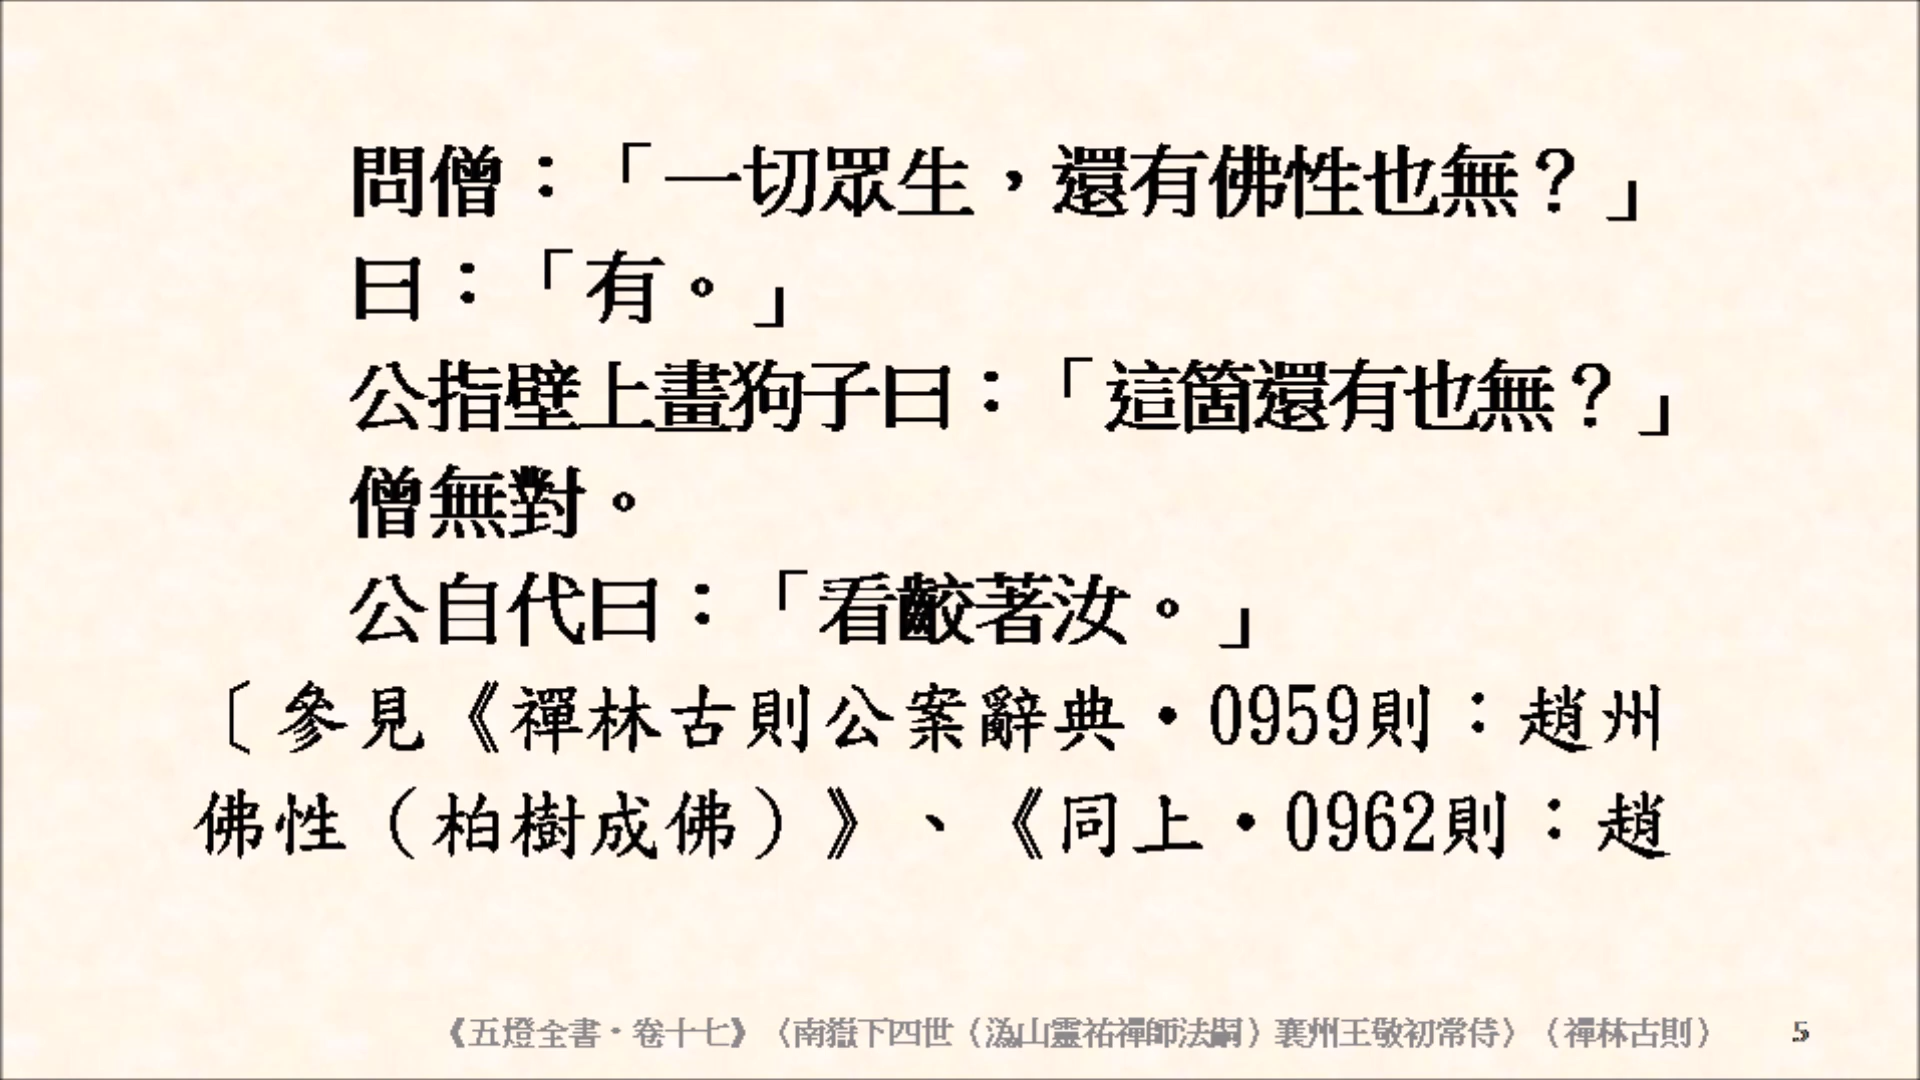 問僧：「一切眾生，還有佛性也無？」
曰：「有。」
公指壁上畫狗子曰：「這箇還有也無？」
僧無對。
公自代曰：「看齩著汝。」
〔參見《禪林古則公案辭典・0959則：趙州
佛性（柏樹成佛）》、《同上・0962則：趙
《五燈全書・卷十七》〈南嶽下四世（溈山靈祐禪師法嗣）襄州王敬初常侍〉（禪林古則） 5